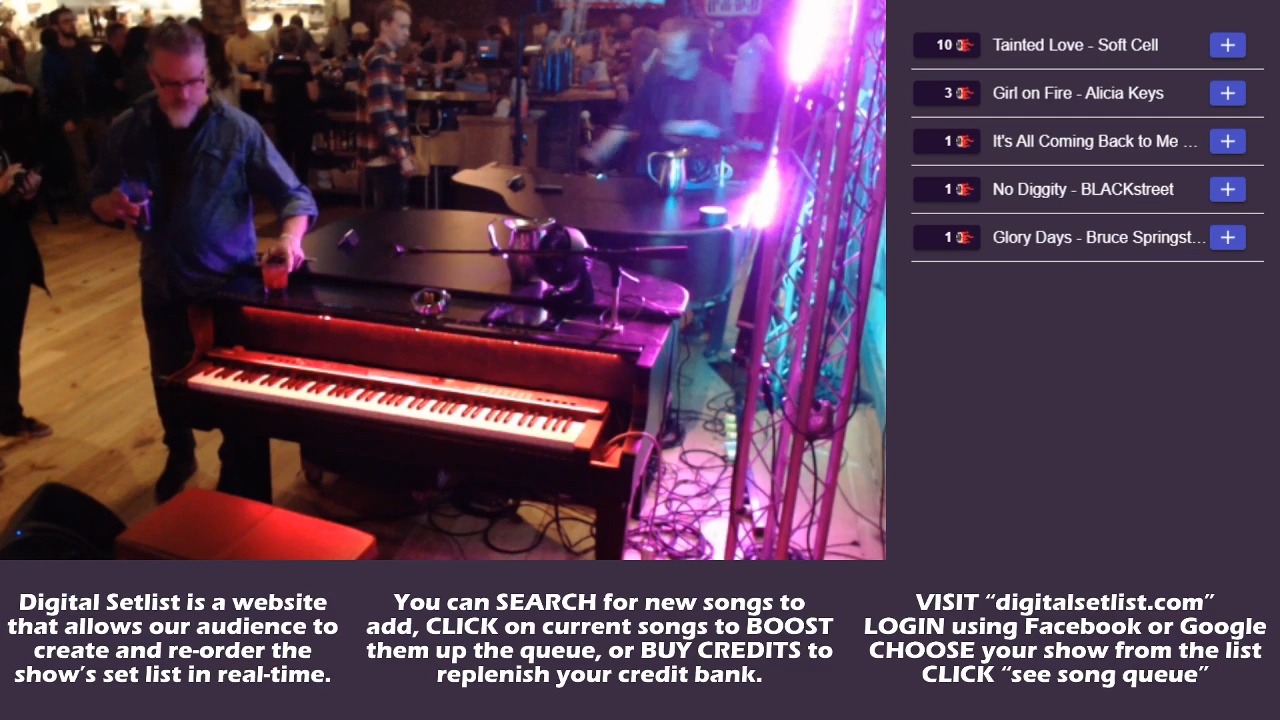 10 Tainted Love - Soft Cell +
3 Girl on Fire - Alicia Keys +
1 It's All Coming Back to Me ... +
1 No Diggity - BLACKstreet +
1 Glory Days - Bruce Springst... +
Digital Setlist is a website
that allows our audience to
create and re-order the
show's set list in real-time.
You can SEARCH for new songs to
add, CLICK on current songs to BOOST
them up the queue, or BUY CREDITS to
replenish your credit bank.
VISIT “digitalsetlist.com”
LOGIN using Facebook or Google
CHOOSE your show from the list
CLICK “see song queue”